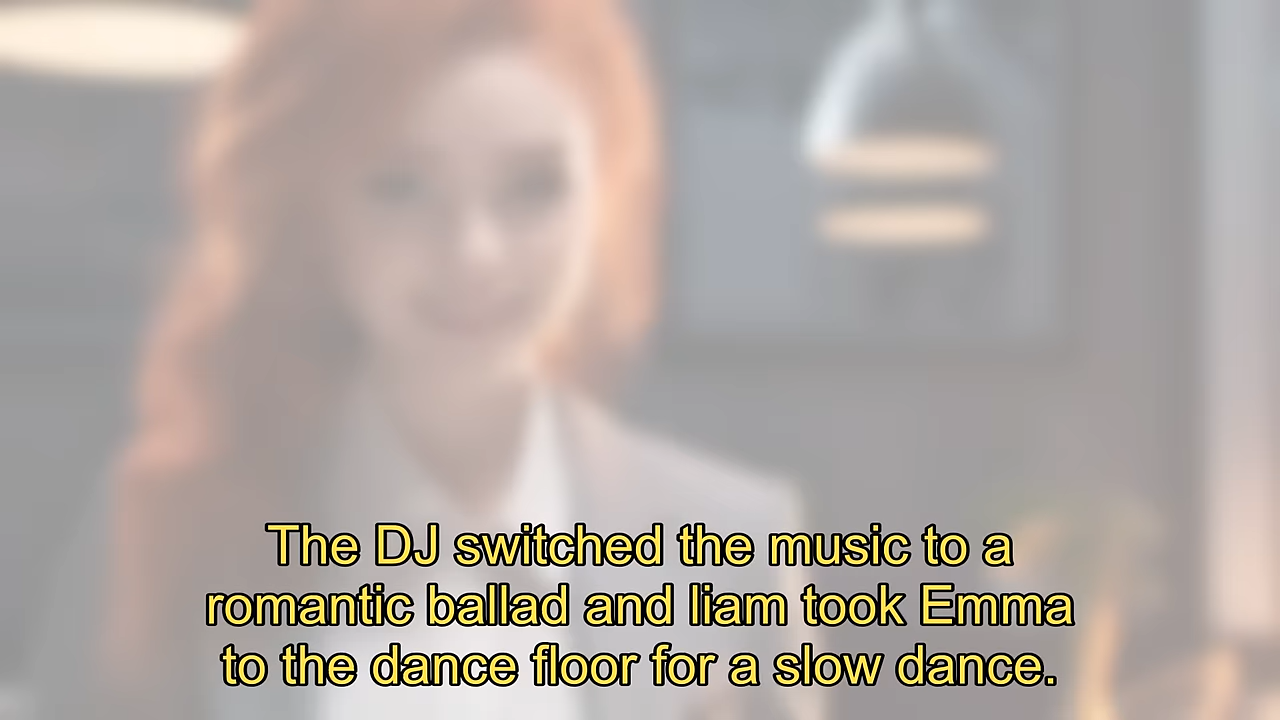 The DJ switched the music to a
romantic ballad and liam took Emma
to the dance floor for a slow dance.